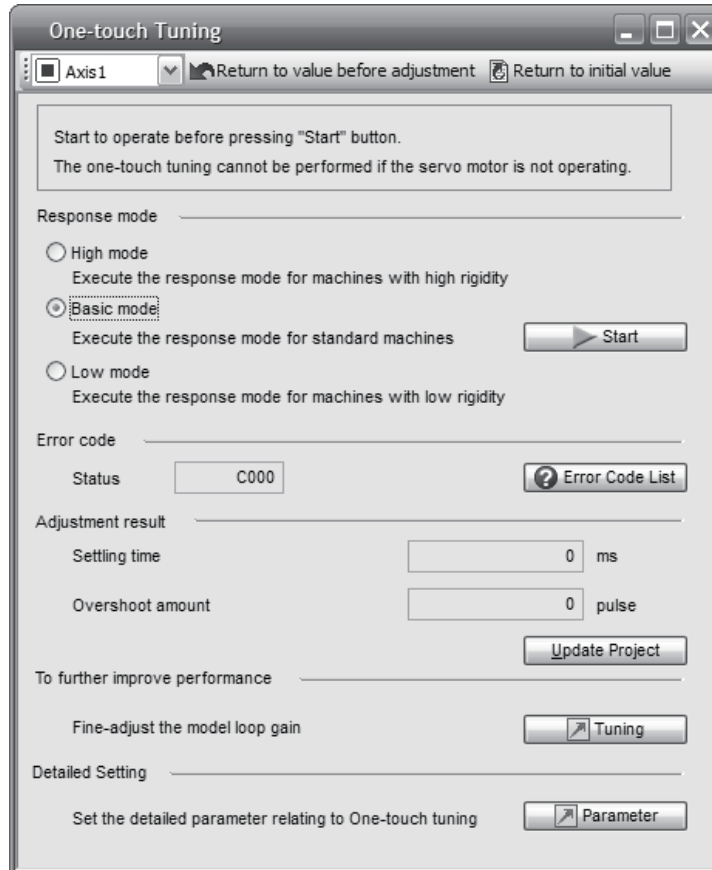 One-touch Tuning
Axis1 Return to value before adjustment Return to initial value
Start to operate before pressing "Start" button.
The one-touch tuning cannot be performed if the servo motor is not operating.
Response mode
High mode
Execute the response mode for machines with high rigidity
Basic mode
Execute the response mode for standard machines
Start
Low mode
Execute the response mode for machines with low rigidity
Error code
Status C000 Error Code List
Adjustment result
Settling time 0 ms
Overshoot amount 0 pulse
Update Project
To further improve performance
Fine-adjust the model loop gain Tuning
Detailed Setting
Set the detailed parameter relating to One-touch tuning Parameter